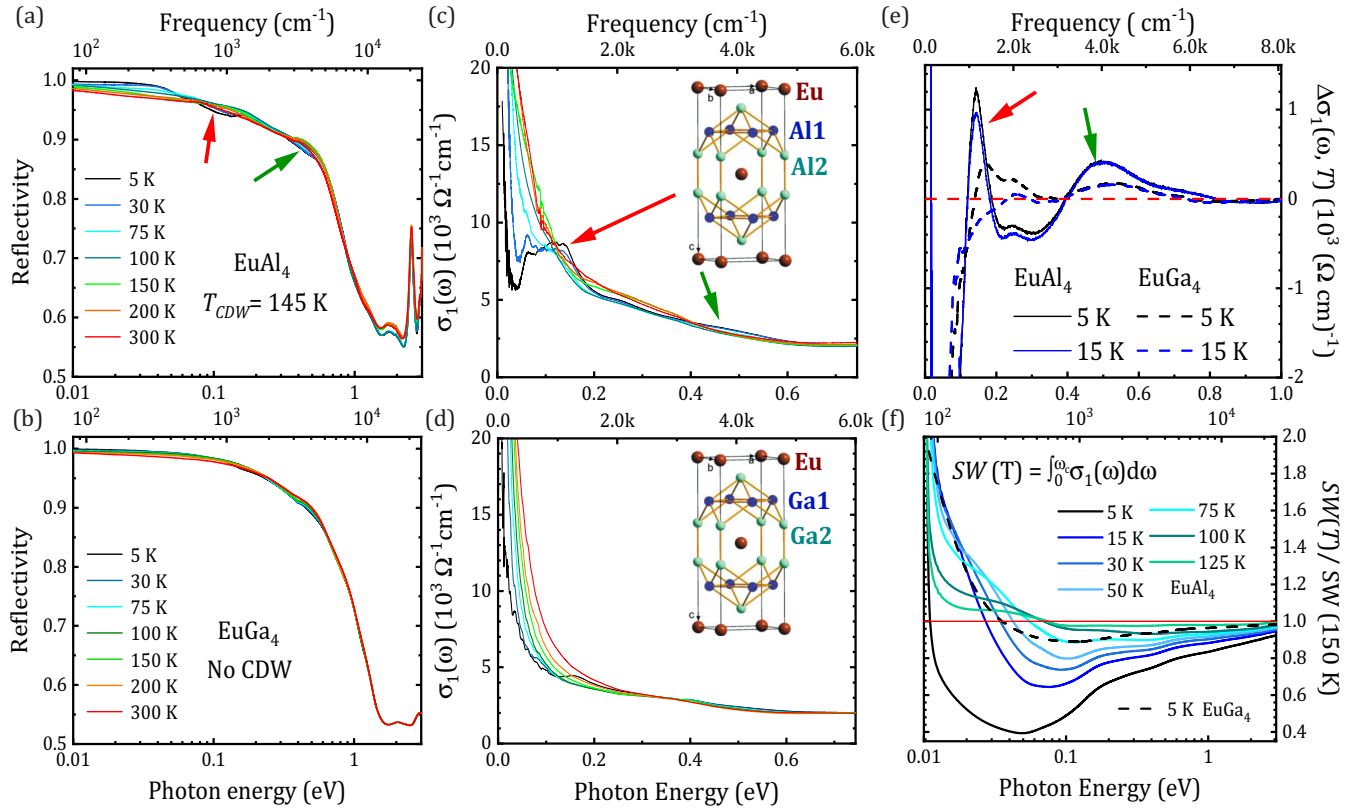 (a)
Frequency (cm⁻¹)
10² 10³ 10⁴
1.0
0.9
0.8
0.7
0.6
0.5
Reflectivity
5 K
30 K
75 K
100 K
150 K
200 K
300 K
EuAl₄
T_CDW= 145 K
0.01 0.1 1
(b)
10² 10³ 10⁴
1.0
0.9
0.8
0.7
0.6
0.5
Reflectivity
5 K
30 K
75 K
100 K
150 K
200 K
300 K
EuGa₄
No CDW
0.01 0.1 1
Photon energy (eV)
(c)
Frequency (cm⁻¹)
0.0 2.0k 4.0k 6.0k
20
15
10
5
0
σ₁(ω) (10³ Ω⁻¹cm⁻¹)
b a
c
Eu
Al1
Al2
0.0 0.2 0.4 0.6
(d)
0.0 2.0k 4.0k 6.0k
20
15
10
5
0
σ₁(ω) (10³ Ω⁻¹cm⁻¹)
b a
c
Eu
Ga1
Ga2
0.0 0.2 0.4 0.6
Photon Energy (eV)
(e)
Frequency ( cm⁻¹)
0.0 2.0k 4.0k 6.0k 8.0k
1
0
-1
-2
Δσ₁(ω, T) (10³ (Ω cm)⁻¹
EuAl₄ EuGa₄
5 K 5 K
15 K 15 K
0.0 0.2 0.4 0.6 0.8 1.0
(f)
10² 10³ 10⁴
2.0
1.8
1.6
1.4
1.2
1.0
0.8
0.6
0.4
SW(T)/ SW (150 K)
SW (T) = ∫₀^ω꜀σ₁(ω)dω
5 K 75 K
15 K 100 K
30 K 125 K
50 K EuAl₄
5 K EuGa₄
0.01 0.1 1
Photon Energy (eV)